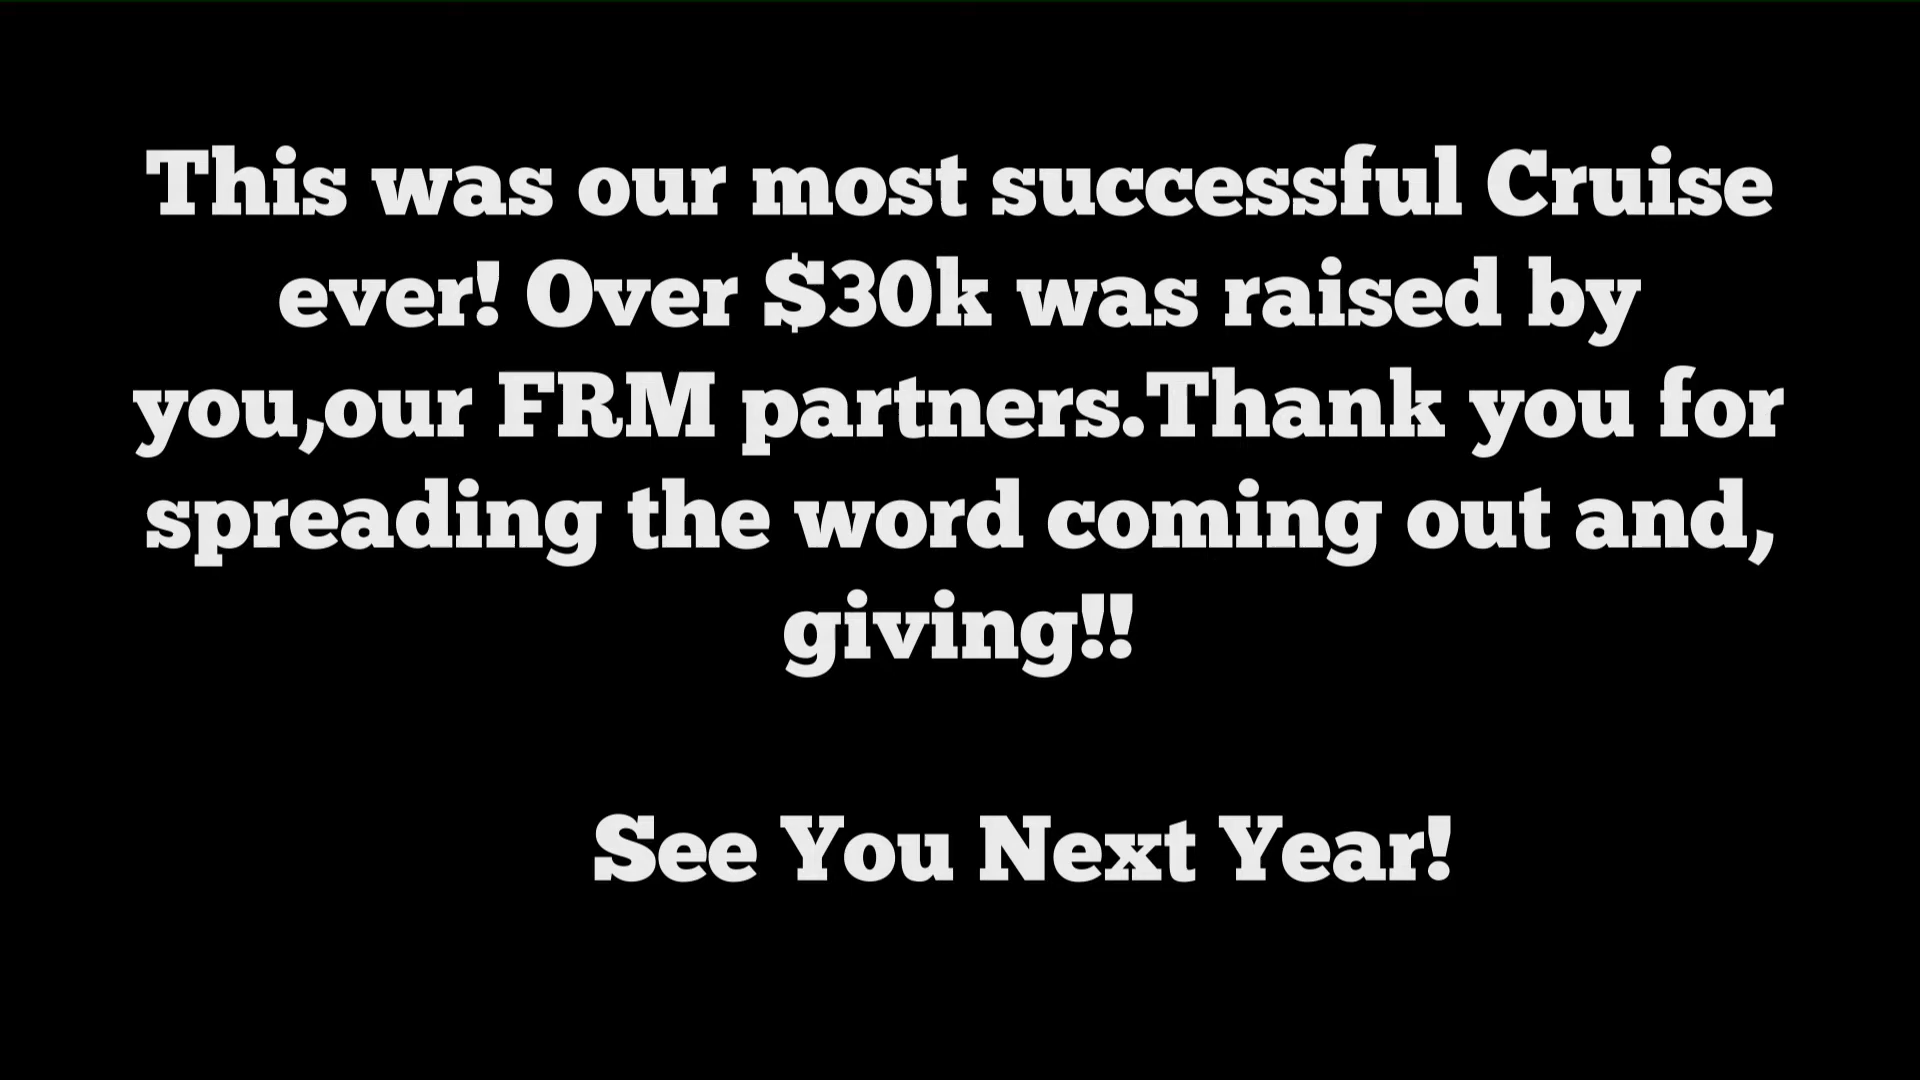 This was our most successful Cruise
ever! Over $30k was raised by
you,our FRM partners.Thank you for
spreading the word coming out and,
giving!!
See You Next Year!